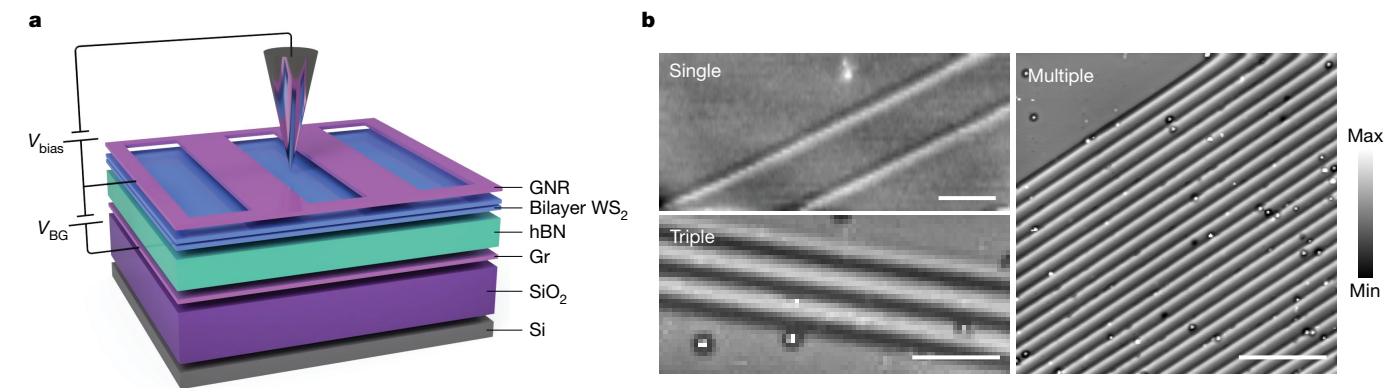 a
V_bias
V_BG
GNR
Bilayer WS₂
hBN
Gr
SiO₂
Si
b
Single
Triple
Multiple
Max
Min